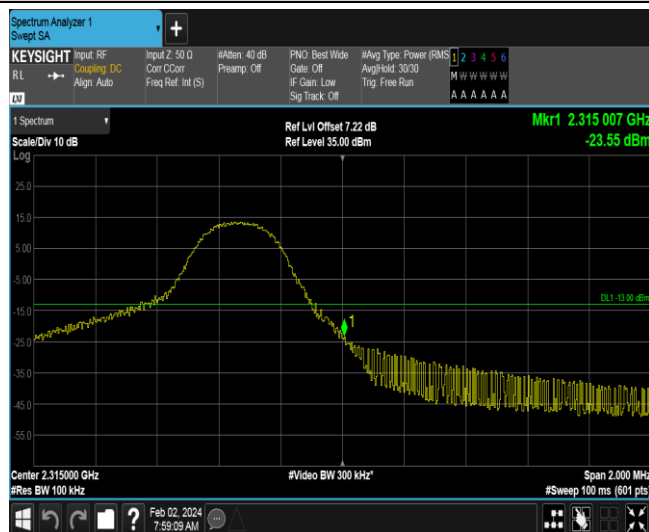 Spectrum Analyzer 1
Swept SA
+
KEYSIGHT
RL
LXI
Input: RF
Coupling: DC
Align: Auto
Input Z: 50 Ω
Corr CCorr
Freq Ref: Int (S)
#Atten: 40 dB
Preamp: Off
PNO: Best Wide
Gate: Off
IF Gain: Low
Sig Track: Off
#Avg Type: Power (RMS
Avg|Hold: 30/30
Trig: Free Run
1 2 3 4 5 6
M W W W W W
A A A A A A
1 Spectrum
Scale/Div 10 dB
Log
Ref Lvl Offset 7.22 dB
Ref Level 35.00 dBm
Mkr1 2.315 007 GHz
-23.55 dBm
25.0
15.0
5.00
-5.00
-15.0
-25.0
-35.0
-45.0
-55.0
DL1 -13.00 dBm
1
Center 2.315000 GHz
#Res BW 100 kHz
#Video BW 300 kHz*
Span 2.000 MHz
#Sweep 100 ms (601 pts)
?
Feb 02, 2024
7:59:09 AM